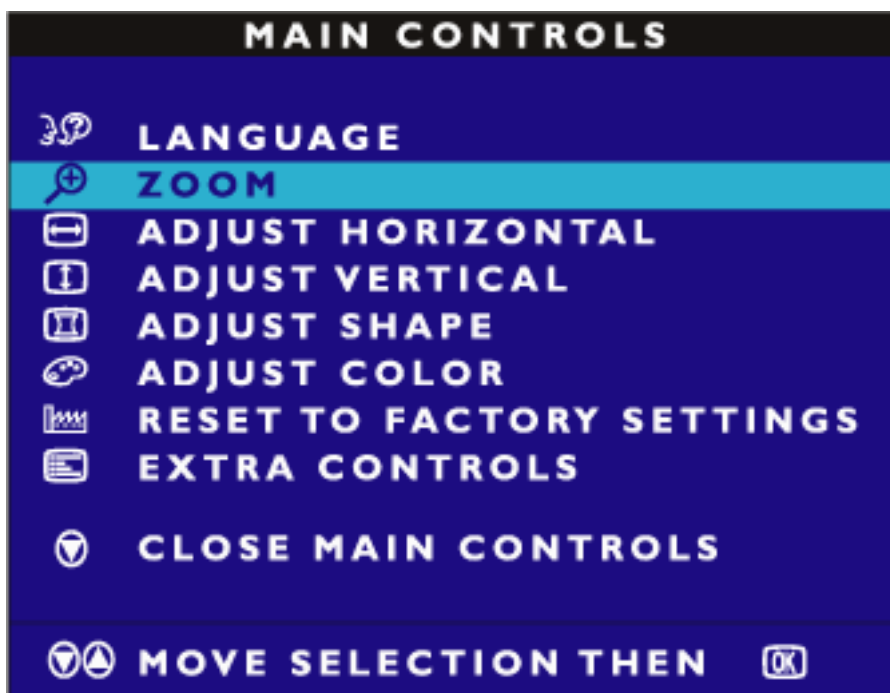 MAIN CONTROLS
LANGUAGE
ZOOM
ADJUST HORIZONTAL
ADJUST VERTICAL
ADJUST SHAPE
ADJUST COLOR
RESET TO FACTORY SETTINGS
EXTRA CONTROLS
CLOSE MAIN CONTROLS
MOVE SELECTION THEN OK